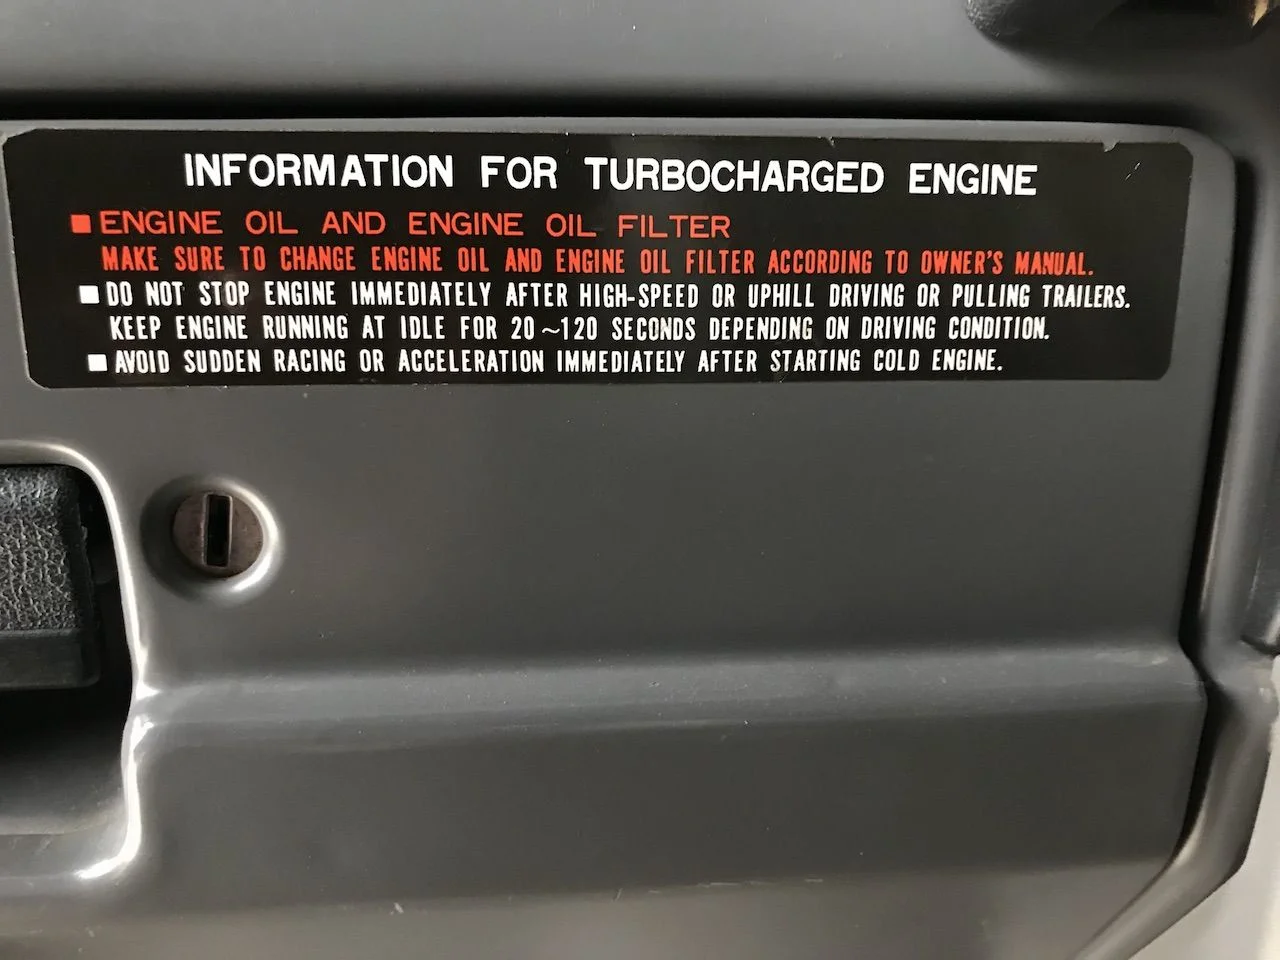 INFORMATION FOR TURBOCHARGED ENGINE
■ ENGINE OIL AND ENGINE OIL FILTER
MAKE SURE TO CHANGE ENGINE OIL AND ENGINE OIL FILTER ACCORDING TO OWNER'S MANUAL.
■ DO NOT STOP ENGINE IMMEDIATELY AFTER HIGH-SPEED OR UPHILL DRIVING OR PULLING TRAILERS.
KEEP ENGINE RUNNING AT IDLE FOR 20~120 SECONDS DEPENDING ON DRIVING CONDITION.
■ AVOID SUDDEN RACING OR ACCELERATION IMMEDIATELY AFTER STARTING COLD ENGINE.